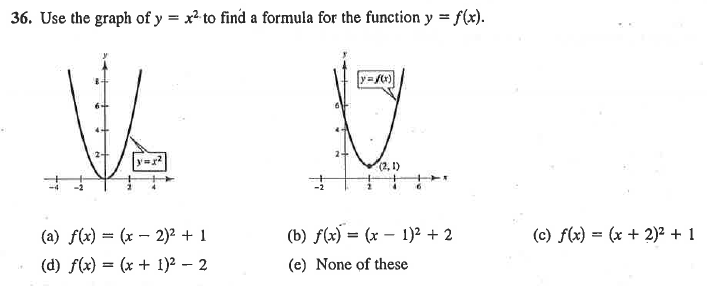 36. Use the graph of y = x² to find a formula for the function y = f(x).
y y
8 y = f(x)
6 6
4 4
2 y = x² 2 (2, 1)
x
-4 -2 2 4 -2 2 4 6
(a) f(x) = (x − 2)² + 1 (b) f(x) = (x − 1)² + 2 (c) f(x) = (x + 2)² + 1
(d) f(x) = (x + 1)² − 2 (e) None of these